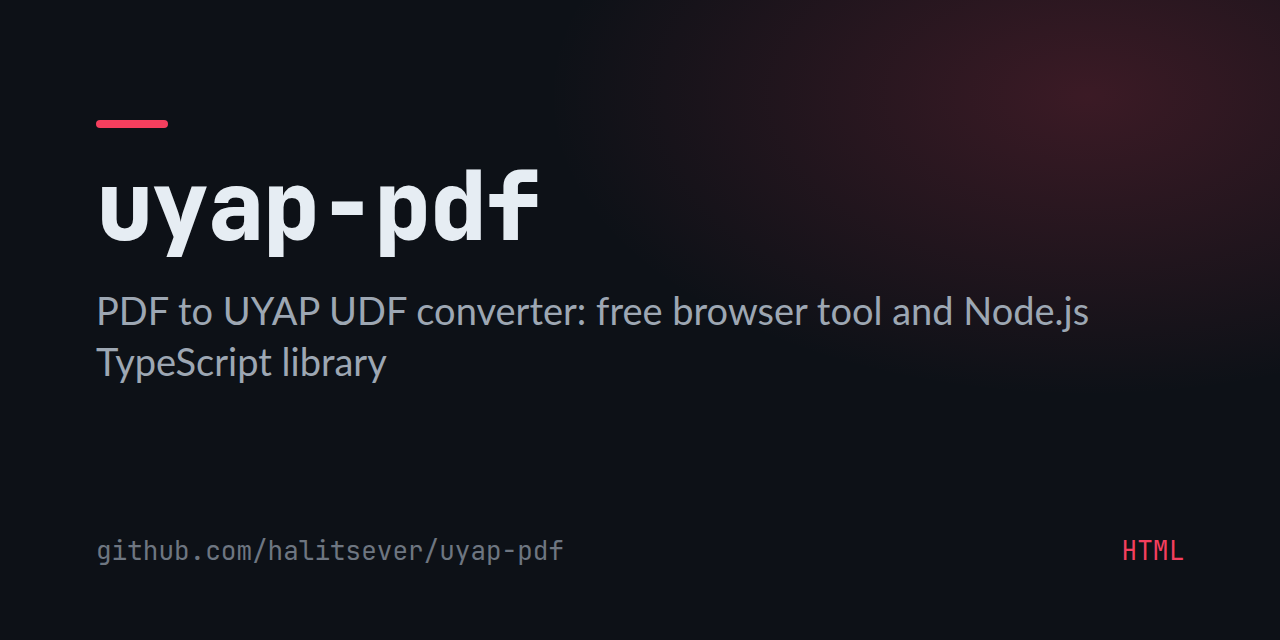 uyap-pdf
PDF to UYAP UDF converter: free browser tool and Node.js
TypeScript library
github.com/halitsever/uyap-pdf
HTML